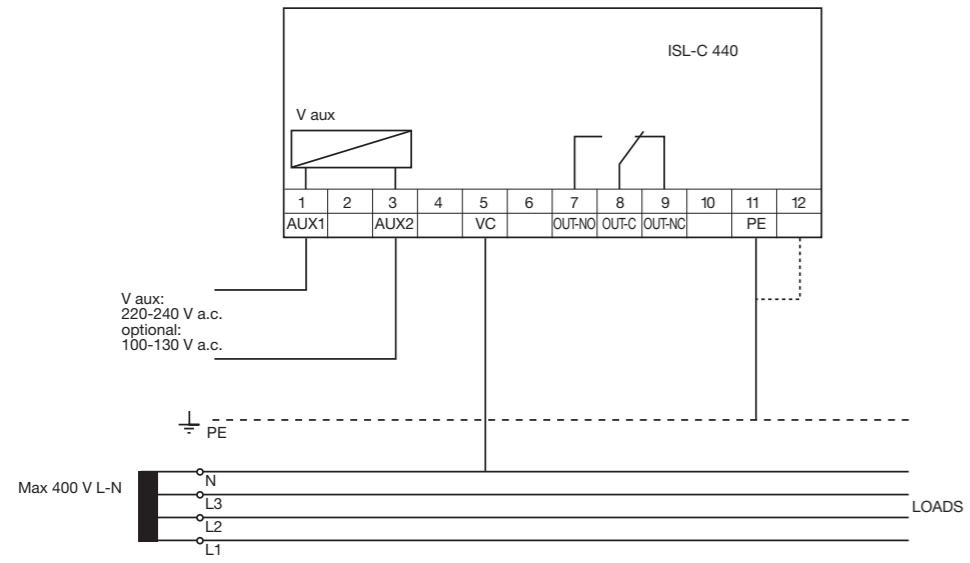 ISL-C 440
V aux
1 2 3 4 5 6 7 8 9 10 11 12
AUX1 AUX2 VC OUT-NO OUT-C OUT-NC PE
V aux:
220-240 V a.c.
optional:
100-130 V a.c.
PE
Max 400 V L-N
N
L3
L2
L1
LOADS